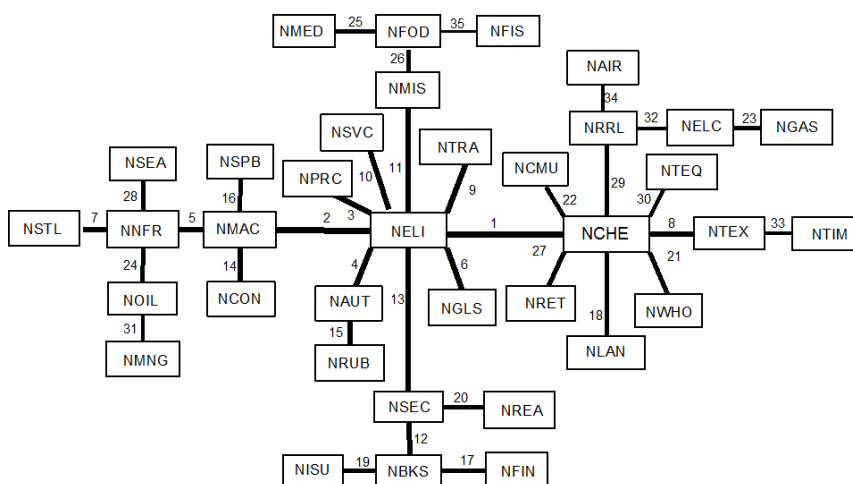 25
35
NMED
NFOD
NFIS
26
NAIR
NMIS
34
NSVC
32
23
NRRL
NELC
NGAS
NTRA
NSEA
NSPB
11
NCMU
10
NTEQ
NPRC
9
29
28
16
22
30
3
7
5
2
1
8
33
NSTL
NNFR
NMAC
NELI
NCHE
NTEX
NTIM
27
21
24
14
4
6
13
NOIL
NCON
NAUT
NGLS
NRET
NWHO
18
31
15
NLAN
NMNG
NRUB
20
NSEC
NREA
12
19
17
NISU
NBKS
NFIN